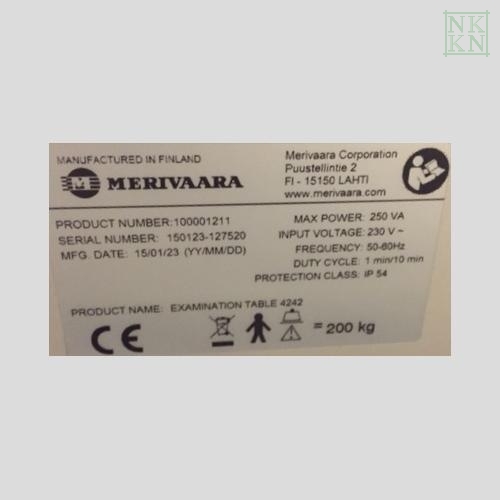 NK
KN
MANUFACTURED IN FINLAND
MERIVAARA
Merivaara Corporation
Puustellintie 2
FI - 15150 LAHTI
www.merivaara.com
PRODUCT NUMBER: 100001211
SERIAL NUMBER: 150123-127520
MFG. DATE: 15/01/23 (YY/MM/DD)
MAX POWER: 250 VA
INPUT VOLTAGE: 230 V ~
FREQUENCY: 50-60Hz
DUTY CYCLE: 1 min/10 min
PROTECTION CLASS: IP 54
PRODUCT NAME: EXAMINATION TABLE 4242
CE
= 200 kg